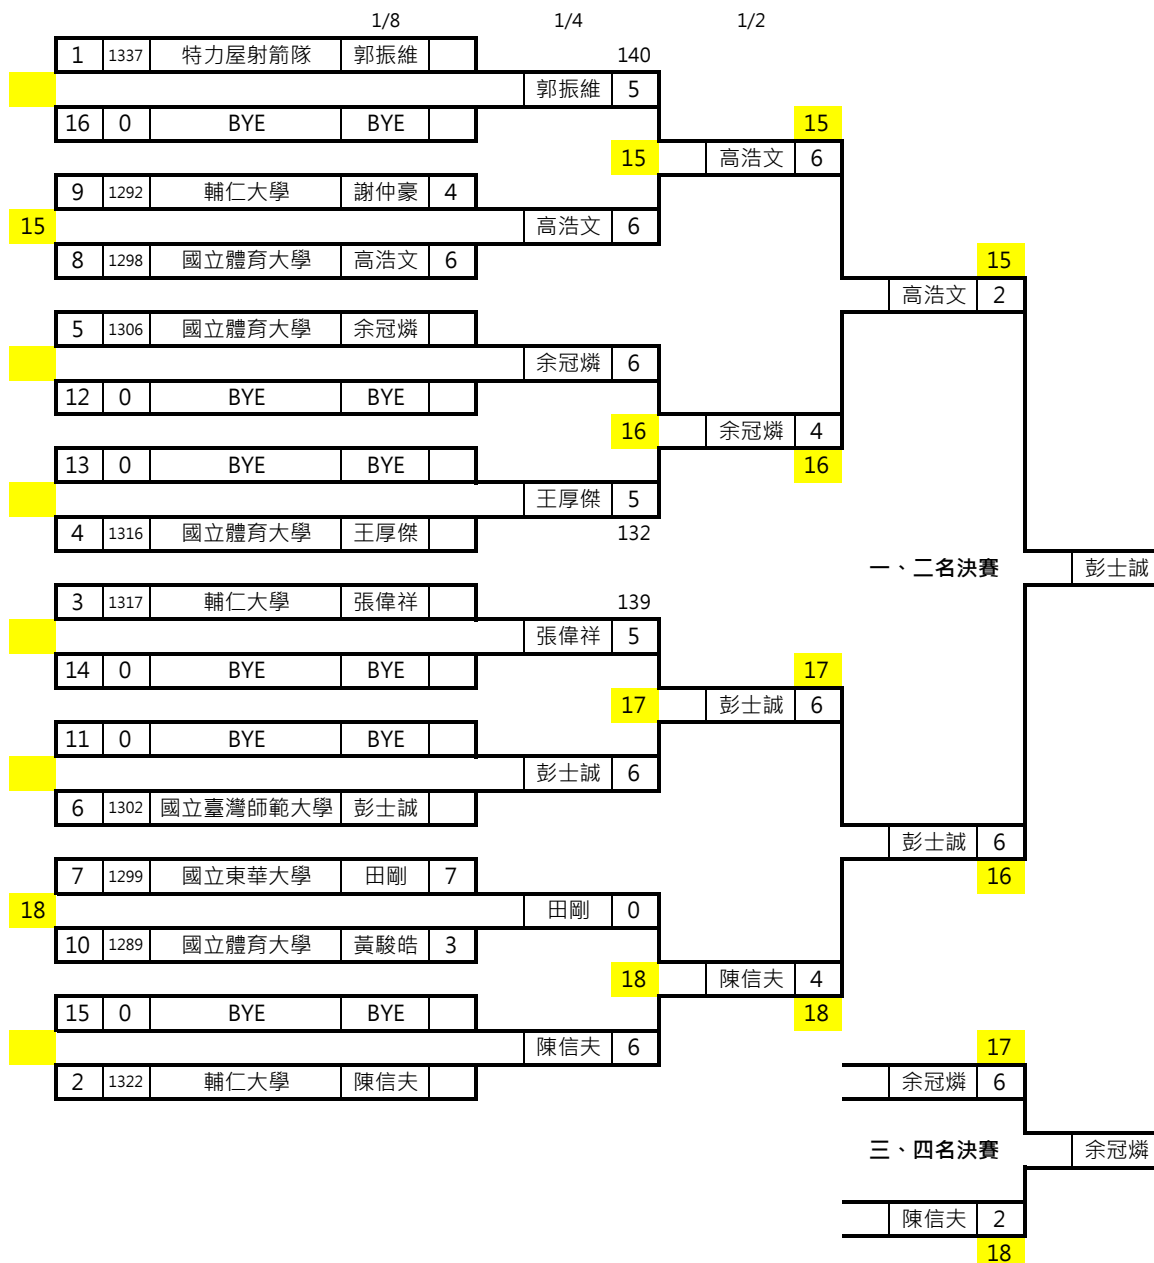 1/8 1/4 1/2
1 1337 特力屋射箭隊 郭振維 140
郭振維 5
16 0 BYE BYE 15
15 高浩文 6
9 1292 輔仁大學 謝仲豪 4
15 高浩文 6
8 1298 國立體育大學 高浩文 6 15
高浩文 2
5 1306 國立體育大學 余冠燐
余冠燐 6
12 0 BYE BYE
16 余冠燐 4
13 0 BYE BYE 16
王厚傑 5
4 1316 國立體育大學 王厚傑 132
一、二名決賽 彭士誠
3 1317 輔仁大學 張偉祥 139
張偉祥 5
14 0 BYE BYE 17
17 彭士誠 6
11 0 BYE BYE
彭士誠 6
6 1302 國立臺灣師範大學 彭士誠
彭士誠 6
7 1299 國立東華大學 田剛 7 16
18 田剛 0
10 1289 國立體育大學 黃駿皓 3
18 陳信夫 4
15 0 BYE BYE 18
陳信夫 6 17
2 1322 輔仁大學 陳信夫 余冠燐 6
三、四名決賽 余冠燐
陳信夫 2
18